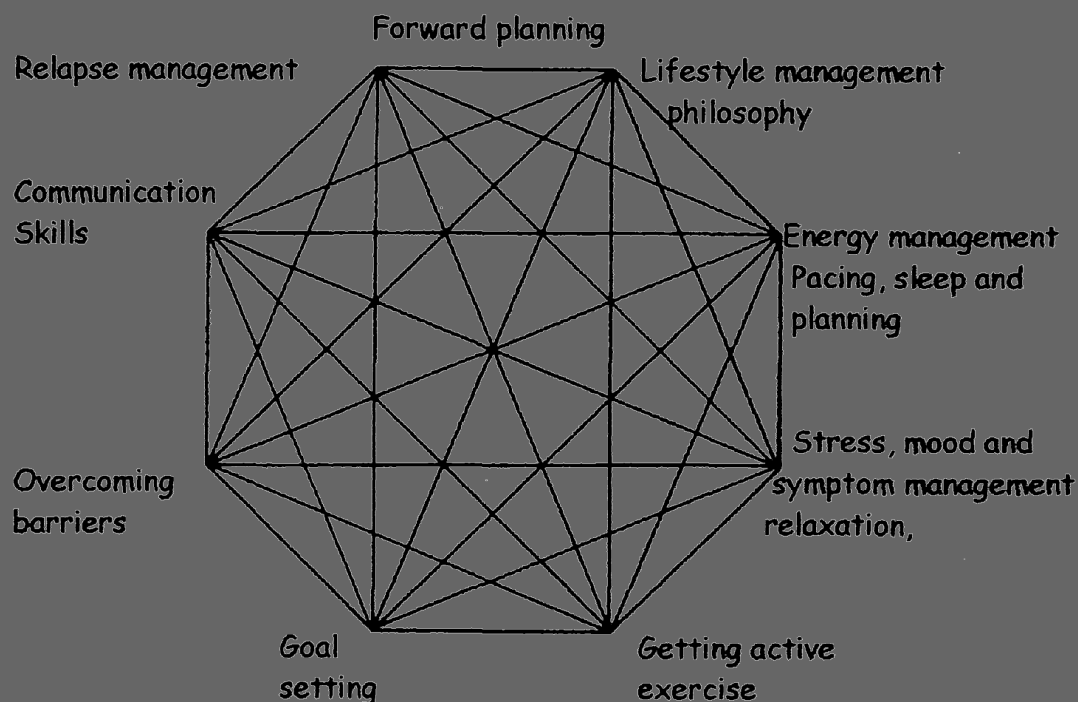 Forward planning
Relapse management
Lifestyle management
philosophy
Communication
Skills
Energy management
Pacing, sleep and
planning
Stress, mood and
symptom management
relaxation,
Overcoming
barriers
Goal
setting
Getting active
exercise